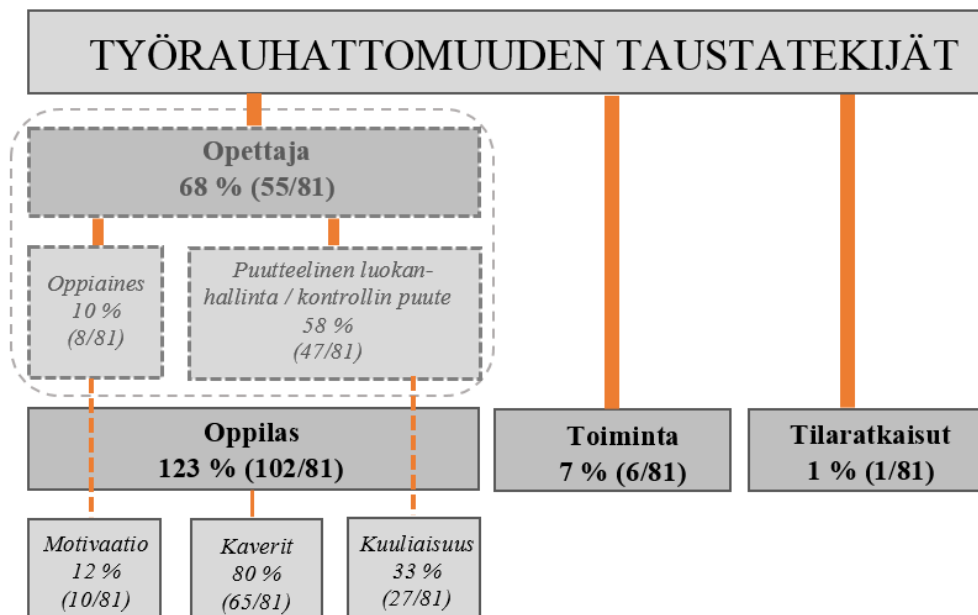 TYÖRAUHATTOMUUDEN TAUSTATEKIJÄT
Opettaja
68 % (55/81)
Oppiaines
10 %
(8/81)
Puutteelinen luokan-
hallinta / kontrollin puute
58 %
(47/81)
Oppilas
123 % (102/81)
Toiminta
7 % (6/81)
Tilaratkaisut
1 % (1/81)
Motivaatio
12 %
(10/81)
Kaverit
80 %
(65/81)
Kuuliaisuus
33 %
(27/81)